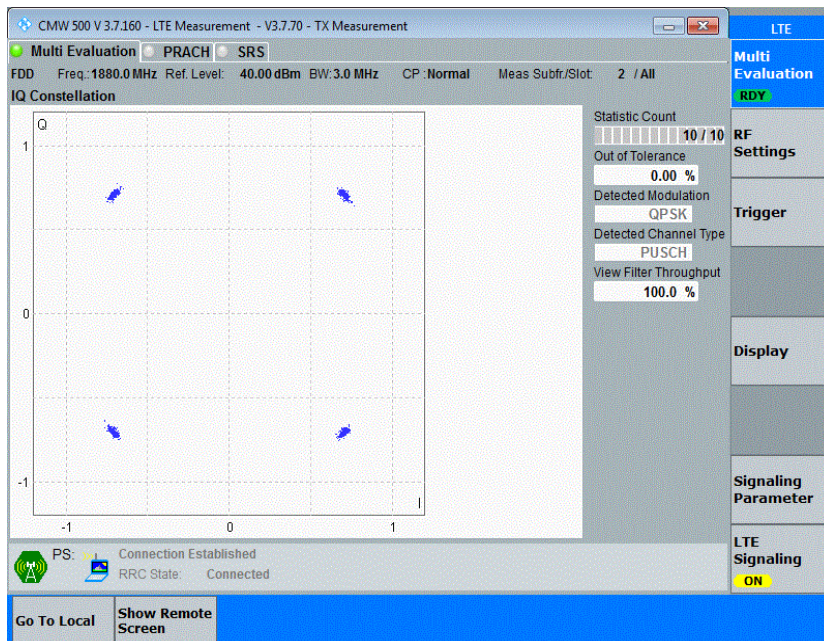 CMW 500 V 3.7.160 - LTE Measurement  - V3.7.70 - TX Measurement
LTE
Multi Evaluation PRACH SRS
Multi
Evaluation
RDY
FDD Freq.: 1880.0 MHz Ref. Level: 40.00 dBm BW: 3.0 MHz CP : Normal Meas Subfr./Slot: 2 / All
IQ Constellation
Q
1
0
-1
I
-1 0 1
Statistic Count
10 / 10
Out of Tolerance
0.00 %
Detected Modulation
QPSK
Detected Channel Type
PUSCH
View Filter Throughput
100.0 %
RF
Settings
Trigger
Display
Signaling
Parameter
LTE
Signaling
ON
PS: Connection Established
RRC State: Connected
Go To Local
Show Remote
Screen